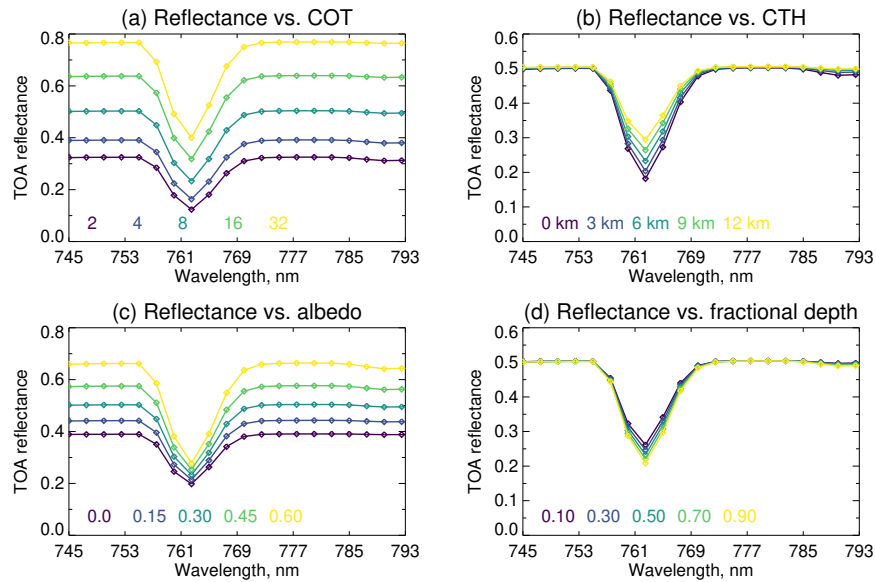 (a) Reflectance vs. COT
TOA reflectance
0.8
0.6
0.4
0.2
0.0
2 4 8 16 32
745 753 761 769 777 785 793
Wavelength, nm
(b) Reflectance vs. CTH
TOA reflectance
0.6
0.5
0.4
0.3
0.2
0.1
0.0
0 km 3 km 6 km 9 km 12 km
745 753 761 769 777 785 793
Wavelength, nm
(c) Reflectance vs. albedo
TOA reflectance
0.8
0.6
0.4
0.2
0.0
0.0 0.15 0.30 0.45 0.60
745 753 761 769 777 785 793
Wavelength, nm
(d) Reflectance vs. fractional depth
TOA reflectance
0.6
0.5
0.4
0.3
0.2
0.1
0.0
0.10 0.30 0.50 0.70 0.90
745 753 761 769 777 785 793
Wavelength, nm